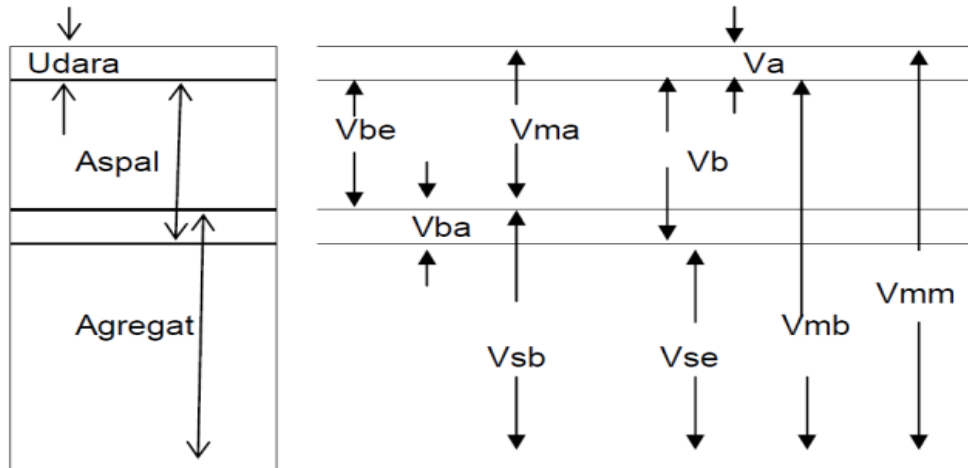 Udara
Va
Vbe
Vma
Aspal
Vb
Vba
Agregat
Vmm
Vmb
Vsb
Vse